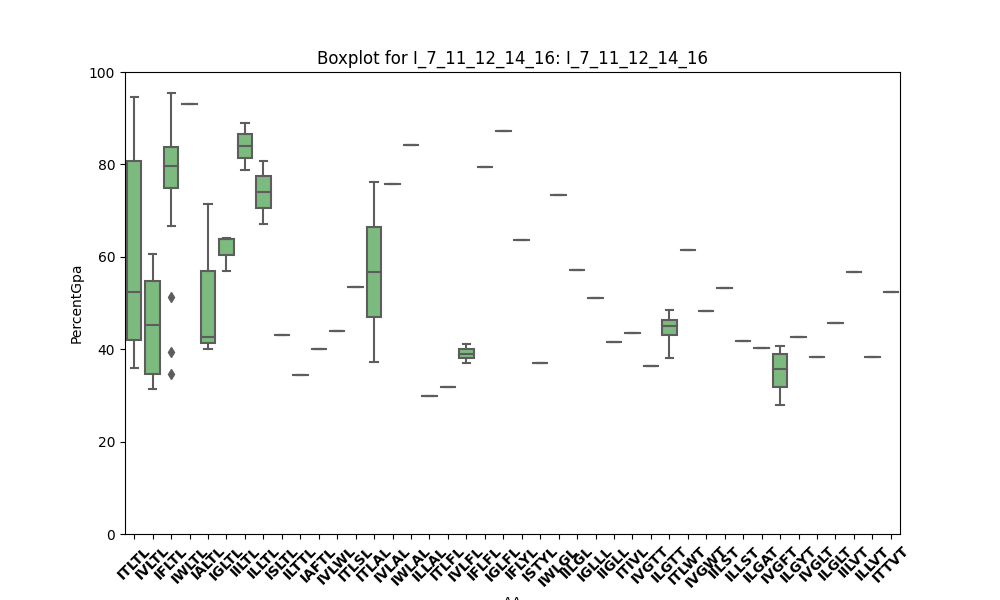 Boxplot for I_7_11_12_14_16: I_7_11_12_14_16
PercentGpa
100
80
60
40
20
0
ITLTL
IVLTL
IFLTL
IWLTL
IALTL
IGLTL
IILTL
ILLTL
ISLTL
ILTTL
IAFTL
IVLWL
ITLSL
ITLAL
IVLAL
IWLAL
ILLAL
ITLFL
IVLFL
IFLFL
IGLFL
IFLYL
ISTYL
IWLGL
IILGL
IGLLL
IIGLL
ITIVL
IVGTT
ILGTT
ITLWT
IVGWT
IILST
ILLST
ILGAT
IVGFT
ILGYT
IVGLT
ILGLT
IILVT
ILLVT
ITTVT